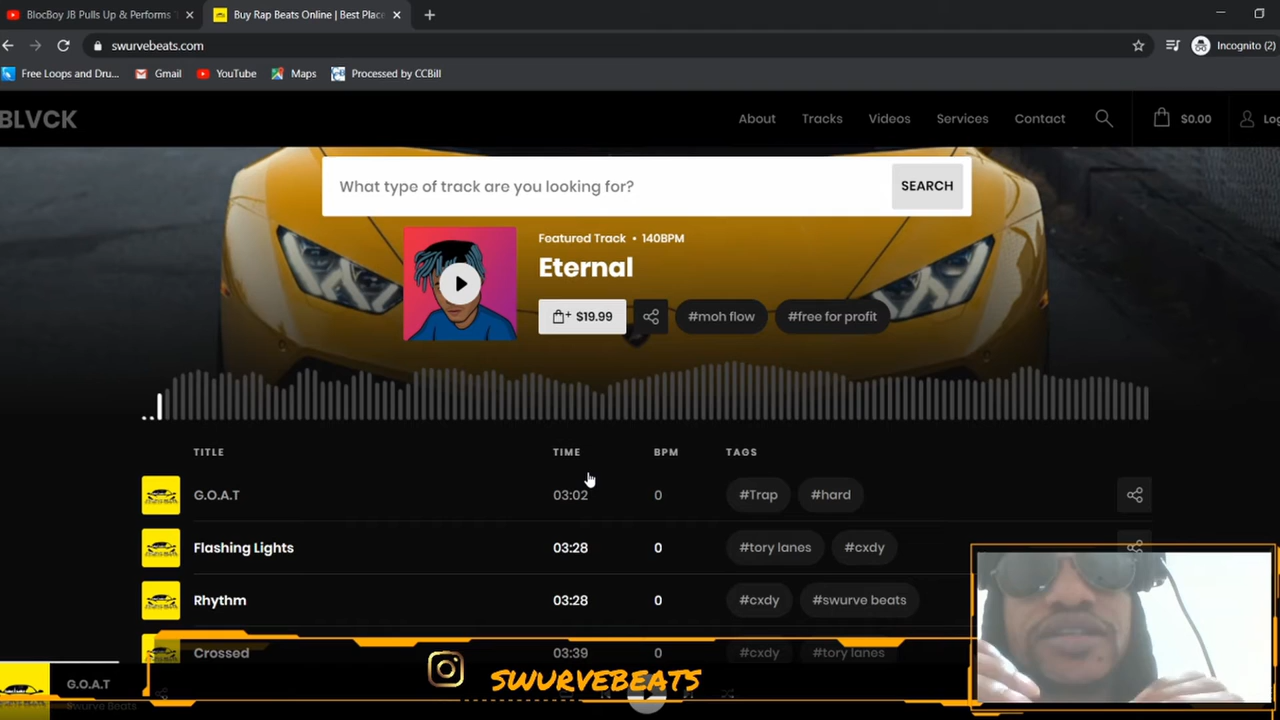 BlocBoy JB Pulls Up & Performs
Buy Rap Beats Online | Best Place
swurvebeats.com
Incognito (2)
Free Loops and Dru...
Gmail
YouTube
Maps
Processed by CCBill
BLVCK
About
Tracks
Videos
Services
Contact
$0.00
Log
What type of track are you looking for?
SEARCH
Featured Track • 140BPM
Eternal
$19.99
#moh flow
#free for profit
TITLE TIME BPM TAGS
G.O.A.T 03:02 0 #Trap #hard
Flashing Lights 03:28 0 #tory lanes #cxdy
Rhythm 03:28 0 #cxdy #swurve beats
Crossed 03:39 0 #cxdy #tory lanes
G.O.A.T
Swurve Beats
SWURVEBEATS